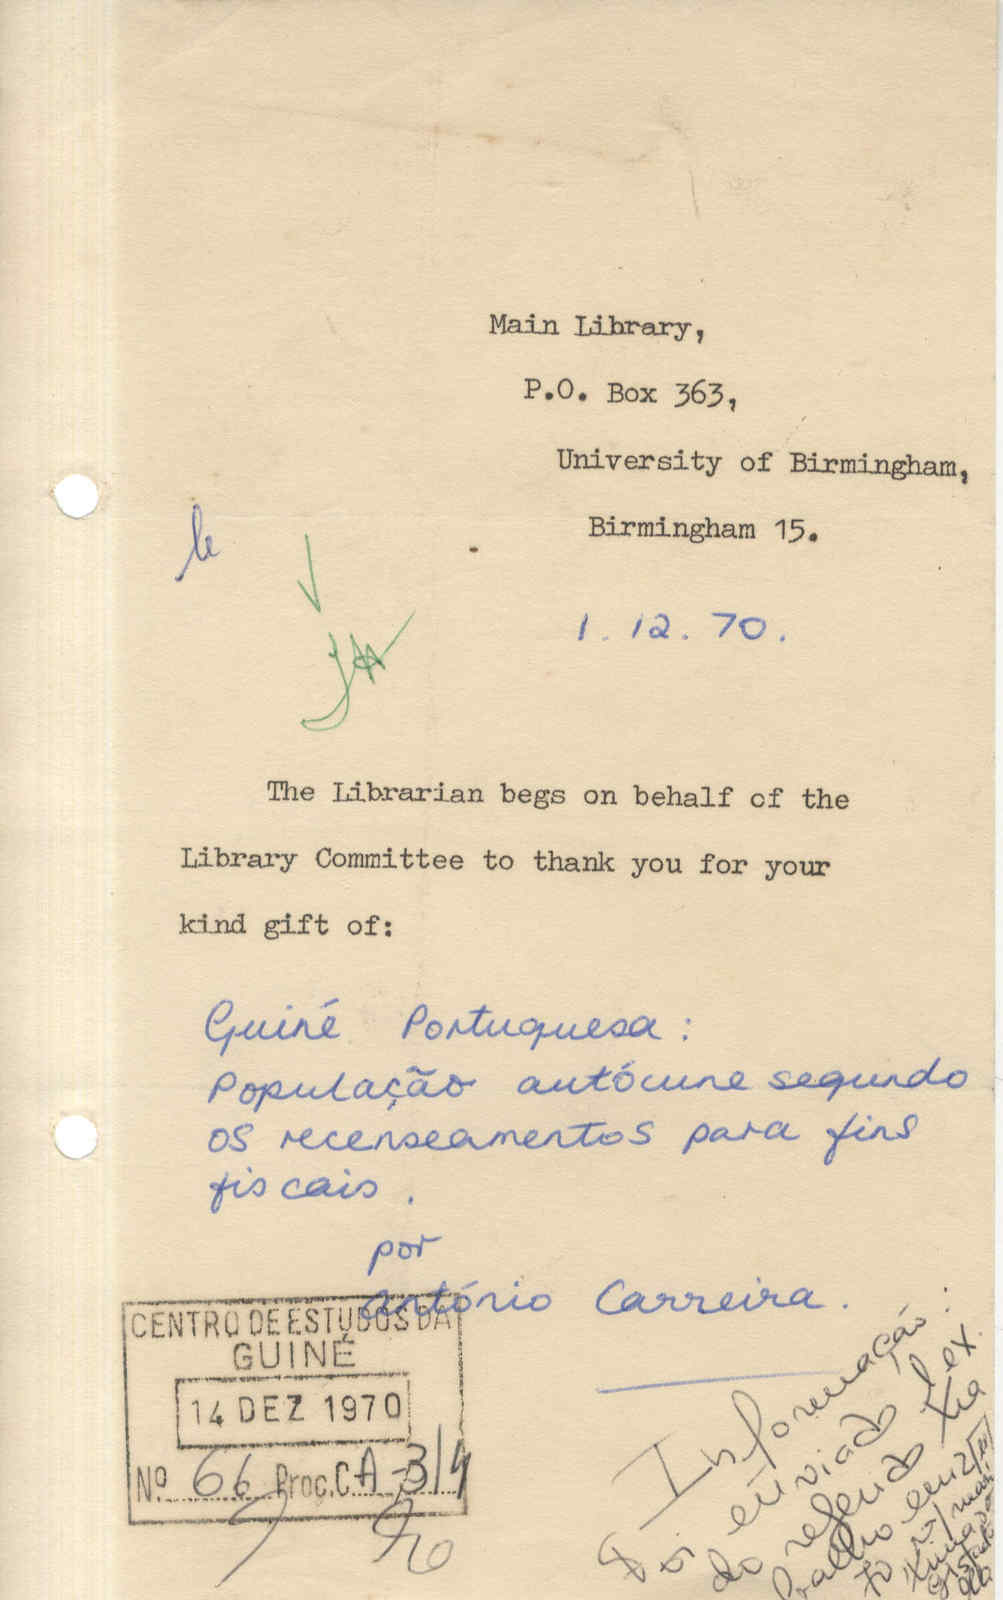 Main Library,
P.O. Box 363,
University of Birmingham,
Birmingham 15.
1.12.70.
The Librarian begs on behalf of the
Library Committee to thank you for your
kind gift of:
Guiné Portuguesa:
População autócune segundo
os recenseamentos para fins
fiscais.
por
António Carreira.
CENTRO DE ESTUDOS DA
GUINÉ
14 DEZ 1970
Nº 66 Proc. CA-3/4
Informação:
Foi enviado 1 ex.
do referido tra
balho em